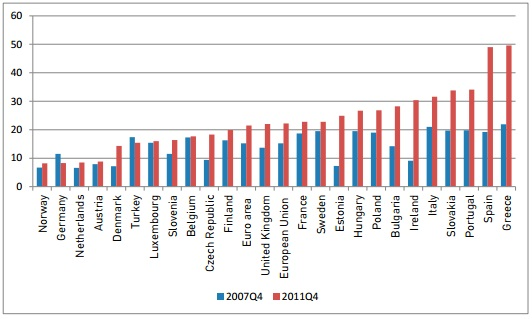 60
50
40
30
20
10
0
Norway
Germany
Netherlands
Austria
Denmark
Turkey
Luxembourg
Slovenia
Belgium
Czech Republic
Finland
Euro area
United Kingdom
European Union
France
Sweden
Estonia
Hungary
Poland
Bulgaria
Ireland
Italy
Slovakia
Portugal
Spain
Greece
2007Q4 2011Q4